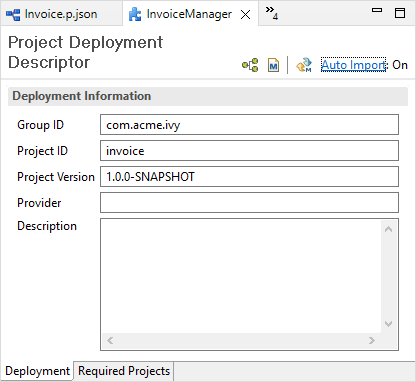 Invoice.p.json
InvoiceManager
»4
Project Deployment
Descriptor
M
Auto Import: On
Deployment Information
Group ID com.acme.ivy
Project ID invoice
Project Version 1.0.0-SNAPSHOT
Provider
Description
Deployment Required Projects